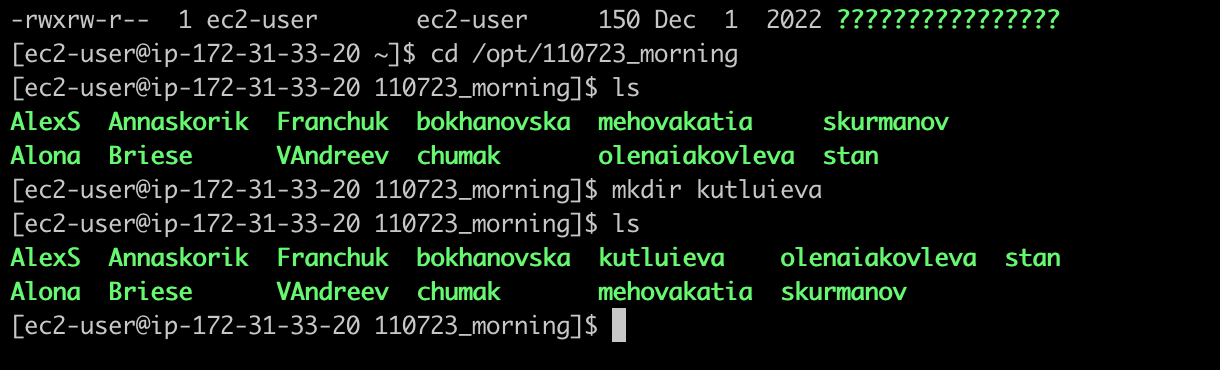 -rwxrw-r-- 1 ec2-user ec2-user 150 Dec 1 2022 ????????????????
[ec2-user@ip-172-31-33-20 ~]$ cd /opt/110723_morning
[ec2-user@ip-172-31-33-20 110723_morning]$ ls
AlexS Annaskorik Franchuk bokhanovska mehovakatia skurmanov
Alona Briese VAndreev chumak olenaiakovleva stan
[ec2-user@ip-172-31-33-20 110723_morning]$ mkdir kutluieva
[ec2-user@ip-172-31-33-20 110723_morning]$ ls
AlexS Annaskorik Franchuk bokhanovska kutluieva olenaiakovleva stan
Alona Briese VAndreev chumak mehovakatia skurmanov
[ec2-user@ip-172-31-33-20 110723_morning]$